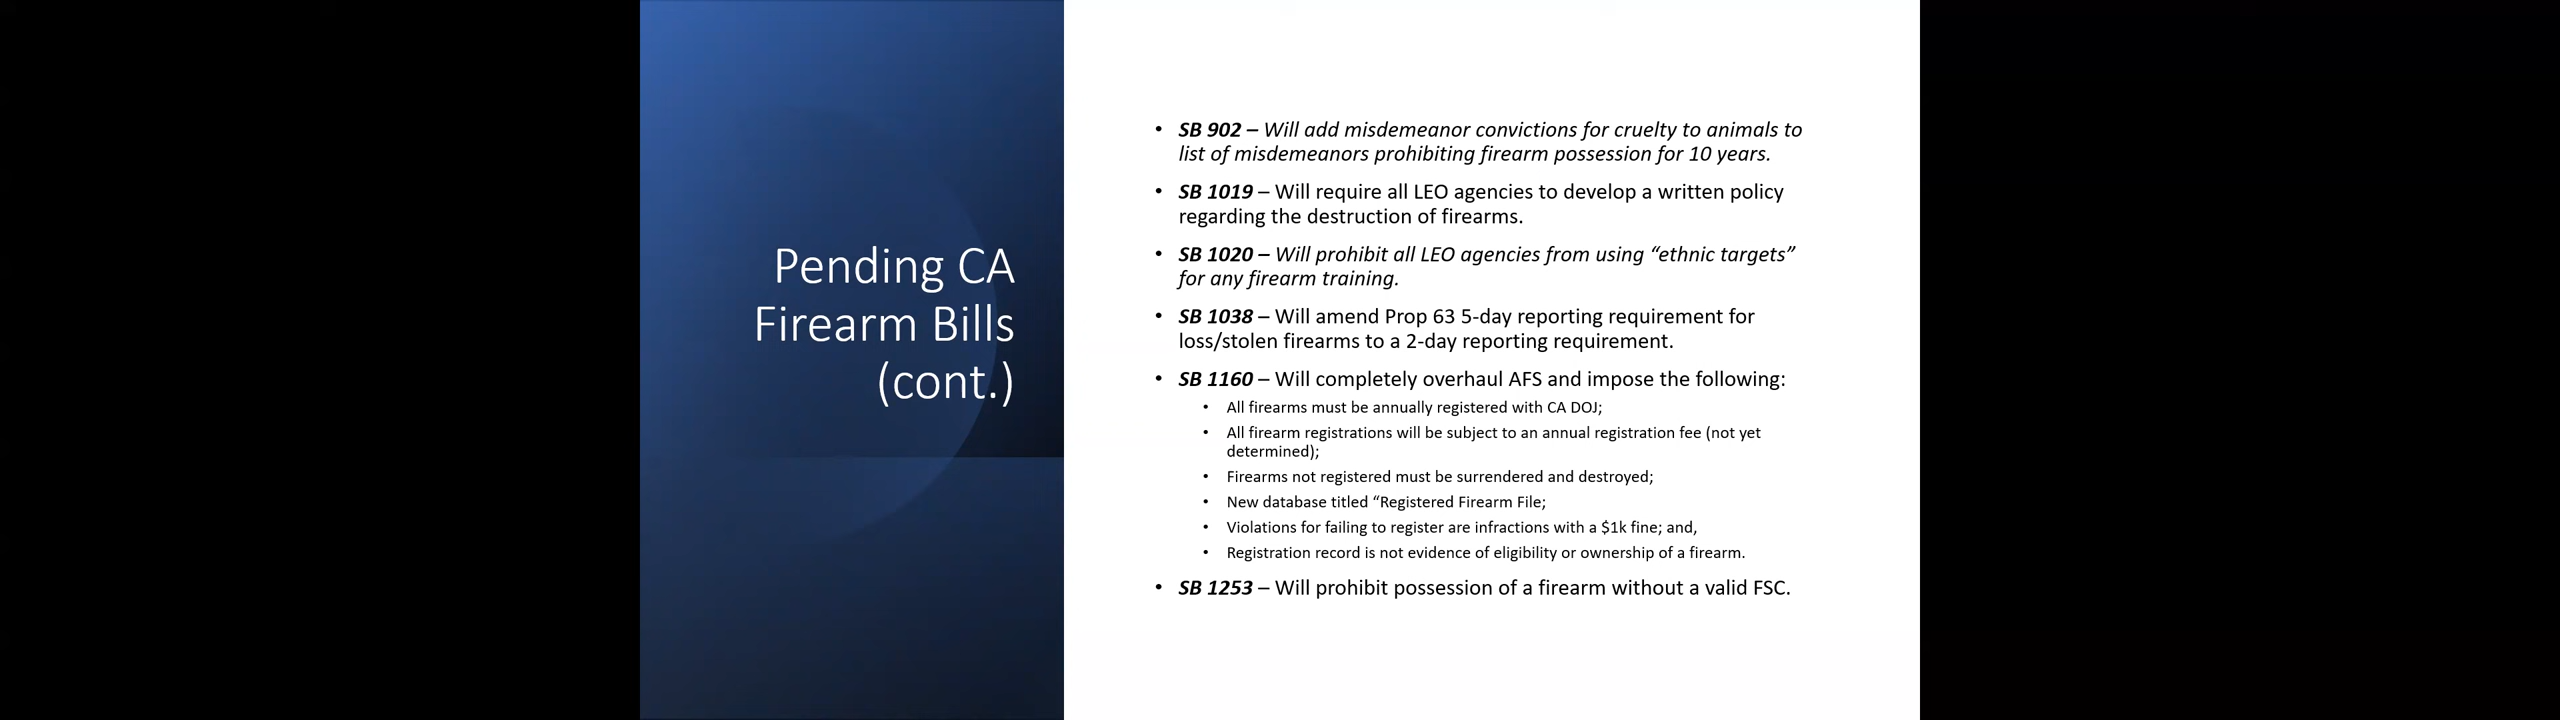 Pending CA
Firearm Bills
(cont.)
• SB 902 – Will add misdemeanor convictions for cruelty to animals to
list of misdemeanors prohibiting firearm possession for 10 years.
• SB 1019 – Will require all LEO agencies to develop a written policy
regarding the destruction of firearms.
• SB 1020 – Will prohibit all LEO agencies from using “ethnic targets”
for any firearm training.
• SB 1038 – Will amend Prop 63 5-day reporting requirement for
loss/stolen firearms to a 2-day reporting requirement.
• SB 1160 – Will completely overhaul AFS and impose the following:
• All firearms must be annually registered with CA DOJ;
• All firearm registrations will be subject to an annual registration fee (not yet
determined);
• Firearms not registered must be surrendered and destroyed;
• New database titled “Registered Firearm File;
• Violations for failing to register are infractions with a $1k fine; and,
• Registration record is not evidence of eligibility or ownership of a firearm.
• SB 1253 – Will prohibit possession of a firearm without a valid FSC.